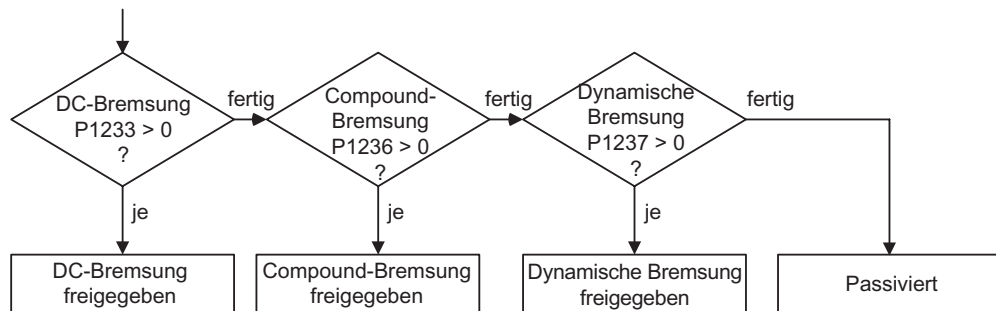 DC-Bremsung
P1233 > 0
?
fertig
Compound-
Bremsung
P1236 > 0
?
fertig
Dynamische
Bremsung
P1237 > 0
?
fertig
je
je
je
DC-Bremsung
freigegeben
Compound-Bremsung
freigegeben
Dynamische Bremsung
freigegeben
Passiviert